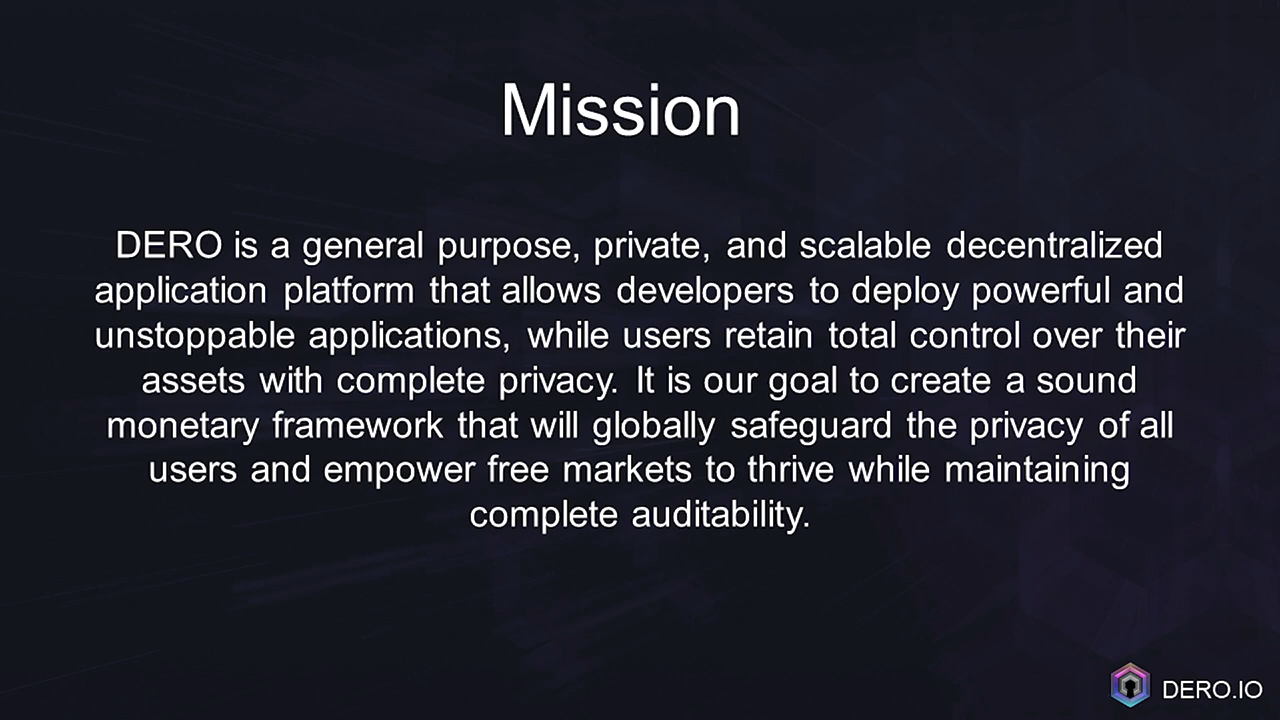 Mission
DERO is a general purpose, private, and scalable decentralized
application platform that allows developers to deploy powerful and
unstoppable applications, while users retain total control over their
assets with complete privacy. It is our goal to create a sound
monetary framework that will globally safeguard the privacy of all
users and empower free markets to thrive while maintaining
complete auditability.
DERO.IO